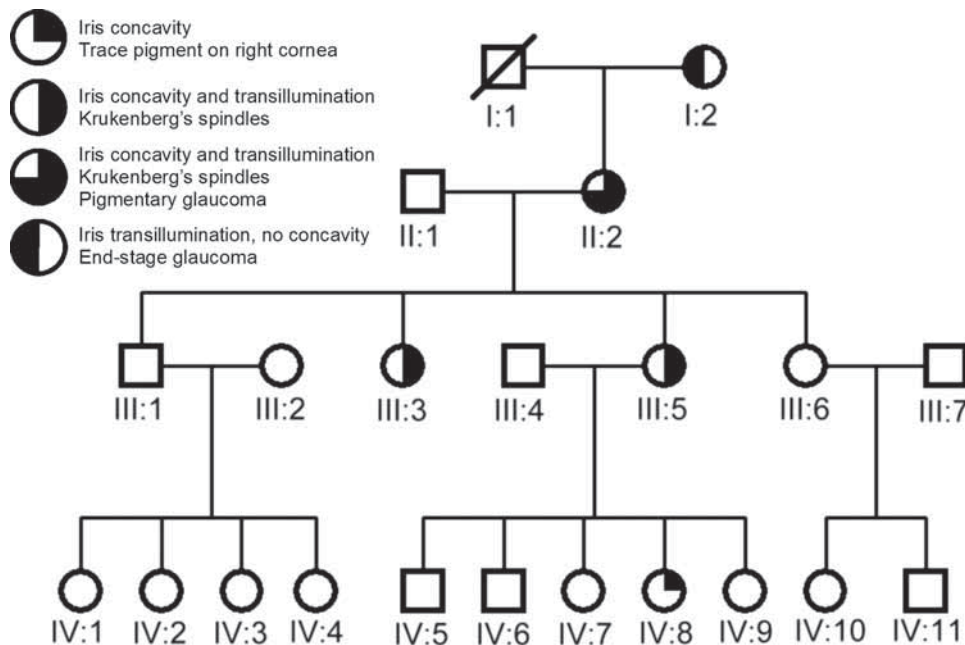 Iris concavity
Trace pigment on right cornea
Iris concavity and transillumination
Krukenberg's spindles
Iris concavity and transillumination
Krukenberg's spindles
Pigmentary glaucoma
Iris transillumination, no concavity
End-stage glaucoma
I:1 I:2
II:1 II:2
III:1 III:2 III:3 III:4 III:5 III:6 III:7
IV:1 IV:2 IV:3 IV:4 IV:5 IV:6 IV:7 IV:8 IV:9 IV:10 IV:11